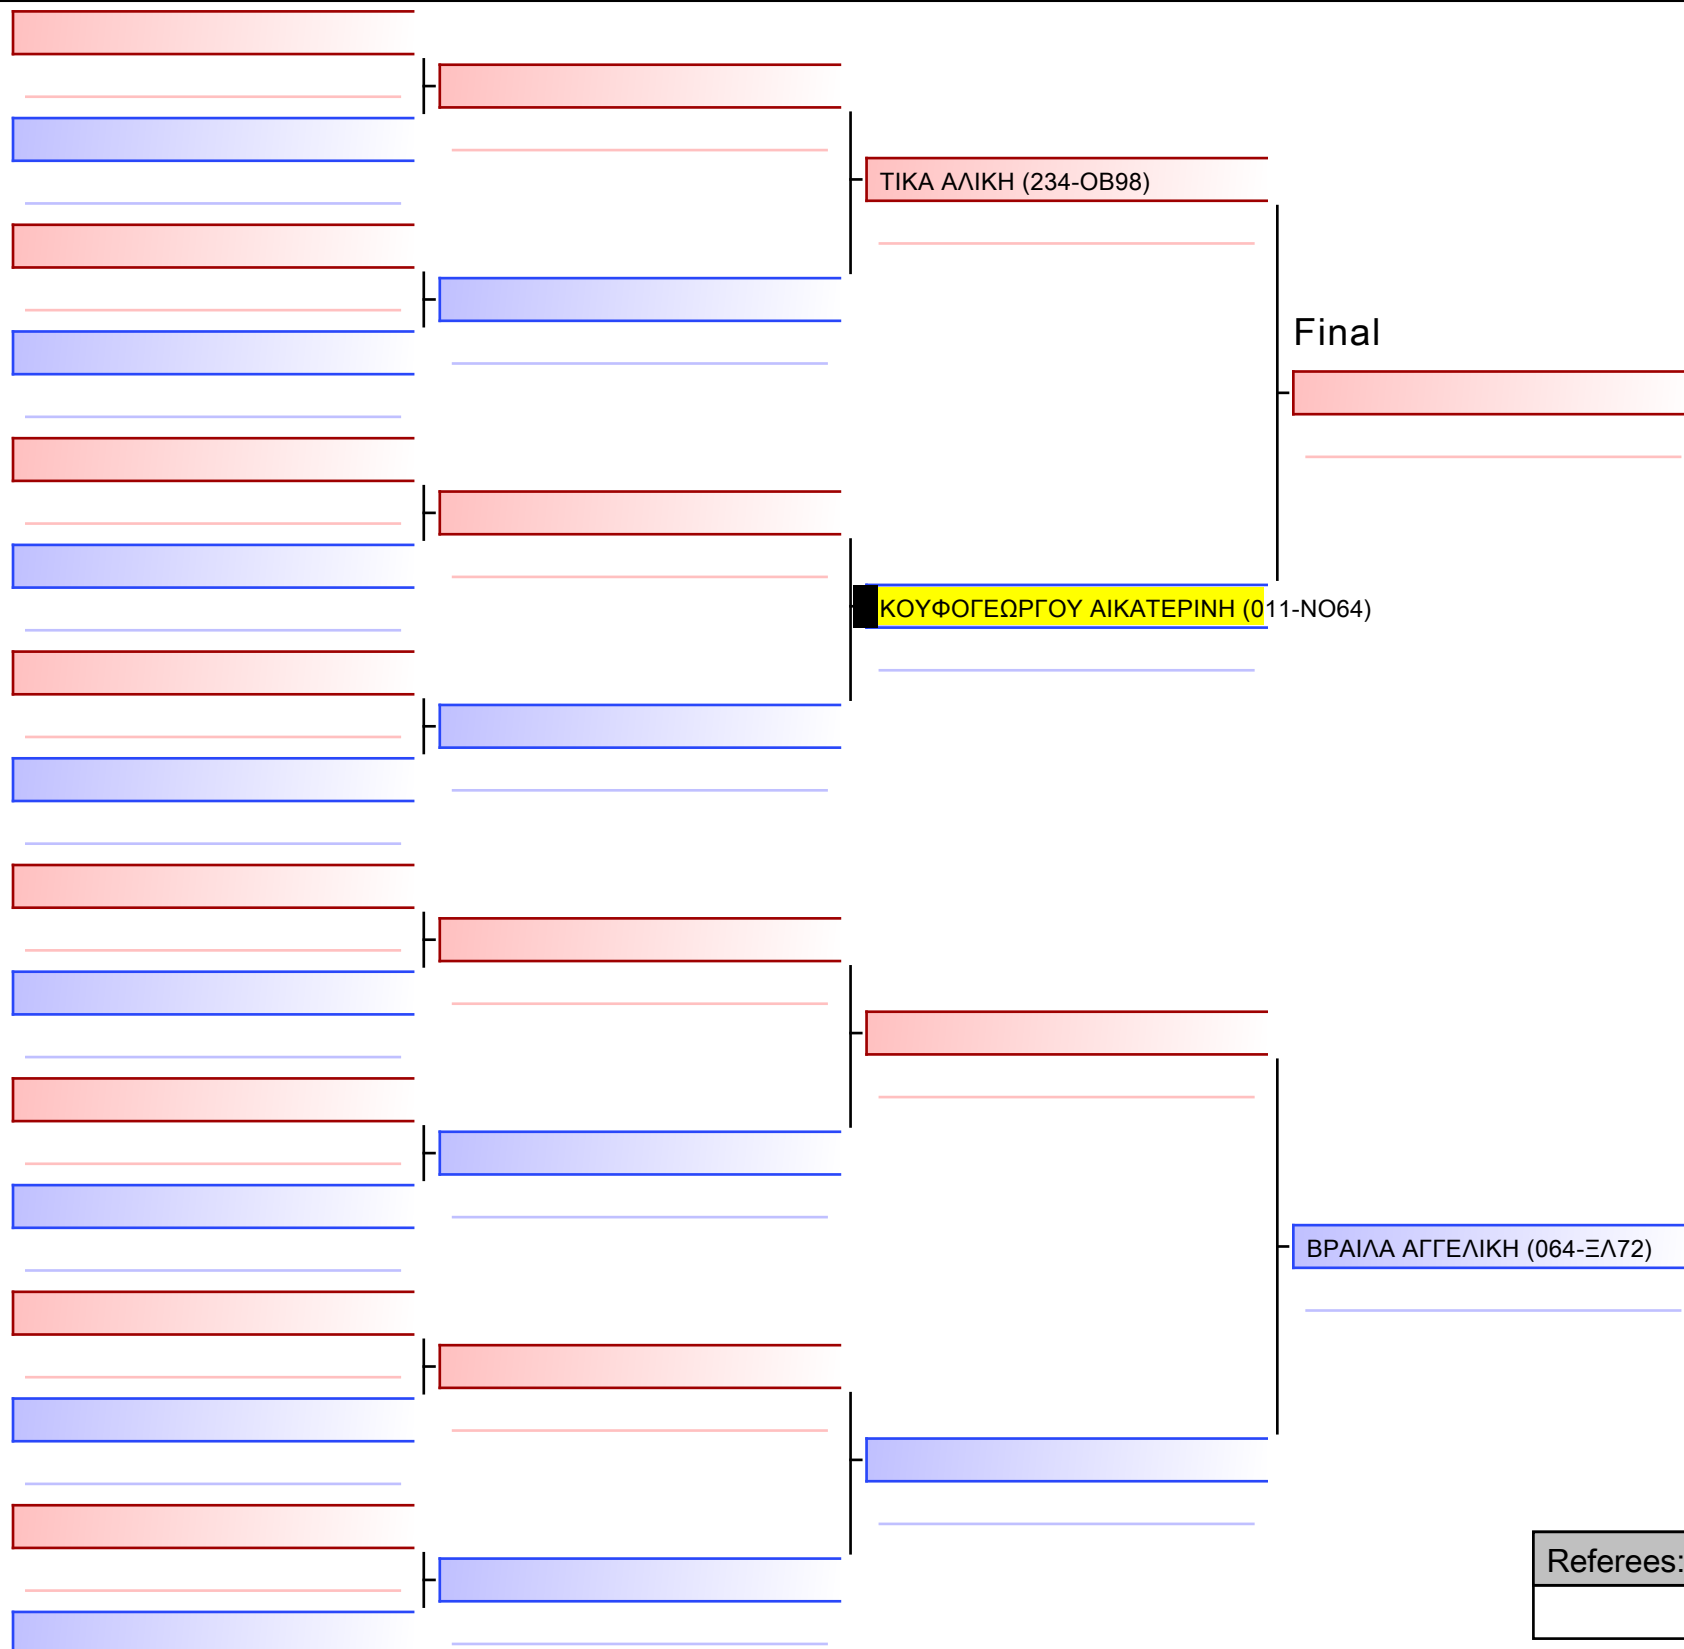 ΤΙΚΑ ΑΛΙΚΗ (234-ΟΒ98)
Final
ΚΟΥΦΟΓΕΩΡΓΟΥ ΑΙΚΑΤΕΡΙΝΗ (011-ΝΟ64)
ΒΡΑΙΛΑ ΑΓΓΕΛΙΚΗ (064-ΞΛ72)
Referees: